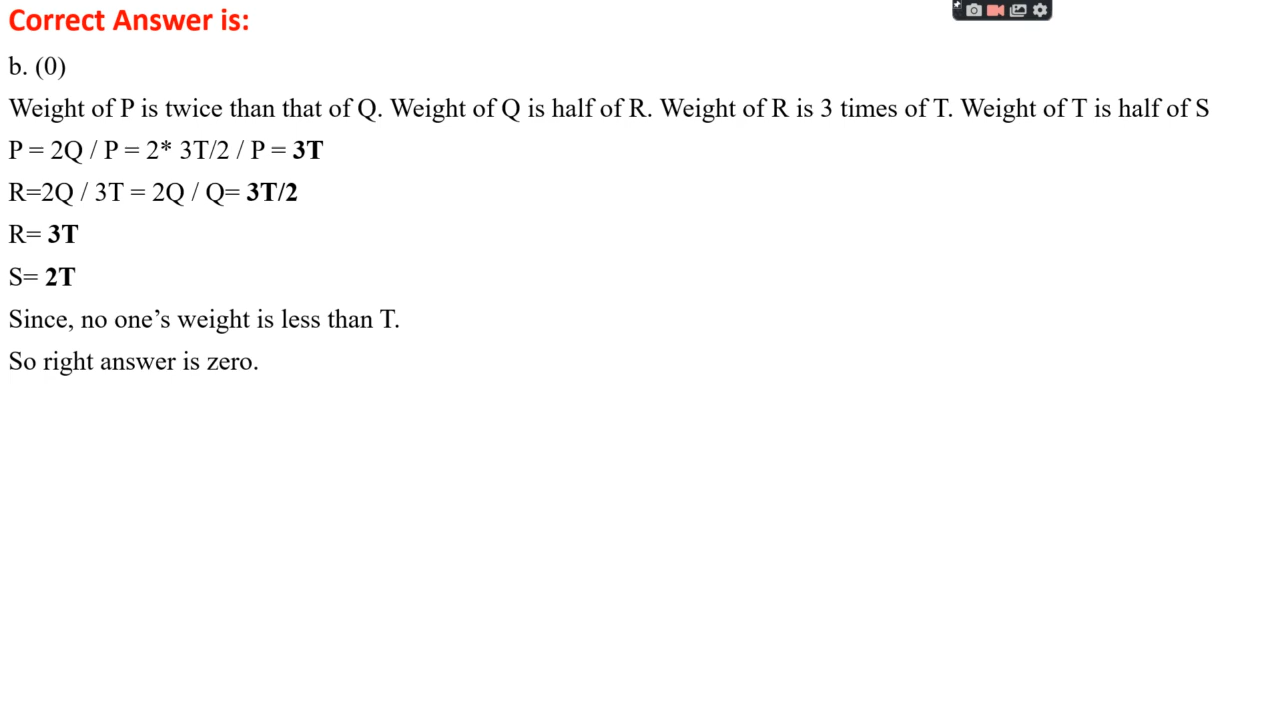 Correct Answer is:
b. (0)
Weight of P is twice than that of Q. Weight of Q is half of R. Weight of R is 3 times of T. Weight of T is half of S
P = 2Q / P = 2* 3T/2 / P = 3T
R=2Q / 3T = 2Q / Q= 3T/2
R= 3T
S= 2T
Since, no one’s weight is less than T.
So right answer is zero.